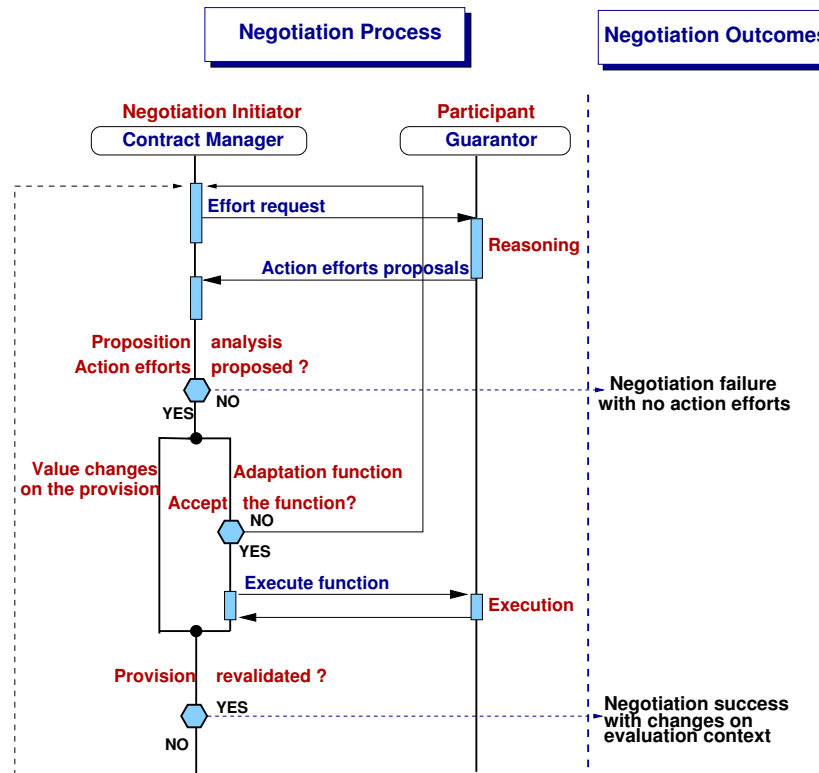 Negotiation Process
Negotiation Outcomes
Negotiation Initiator
Participant
Contract Manager
Guarantor
Effort request
Reasoning
Action efforts proposals
Proposition analysis
Action efforts proposed ?
NO
YES
Negotiation failure
with no action efforts
Value changes
on the provision
Adaptation function
Accept the function?
NO
YES
Execute function
Execution
Provision revalidated ?
YES
NO
Negotiation success
with changes on
evaluation context